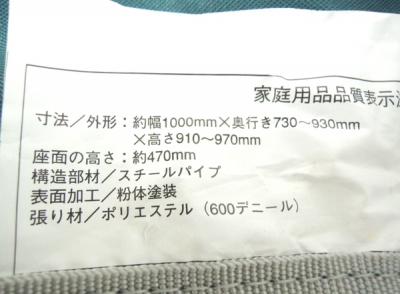 家庭用品品質表示
寸法／外形：約幅1000mm×奥行き730〜930mm
×高さ910〜970mm
座面の高さ：約470mm
構造部材／スチールパイプ
表面加工／粉体塗装
張り材／ポリエステル（600デニール）